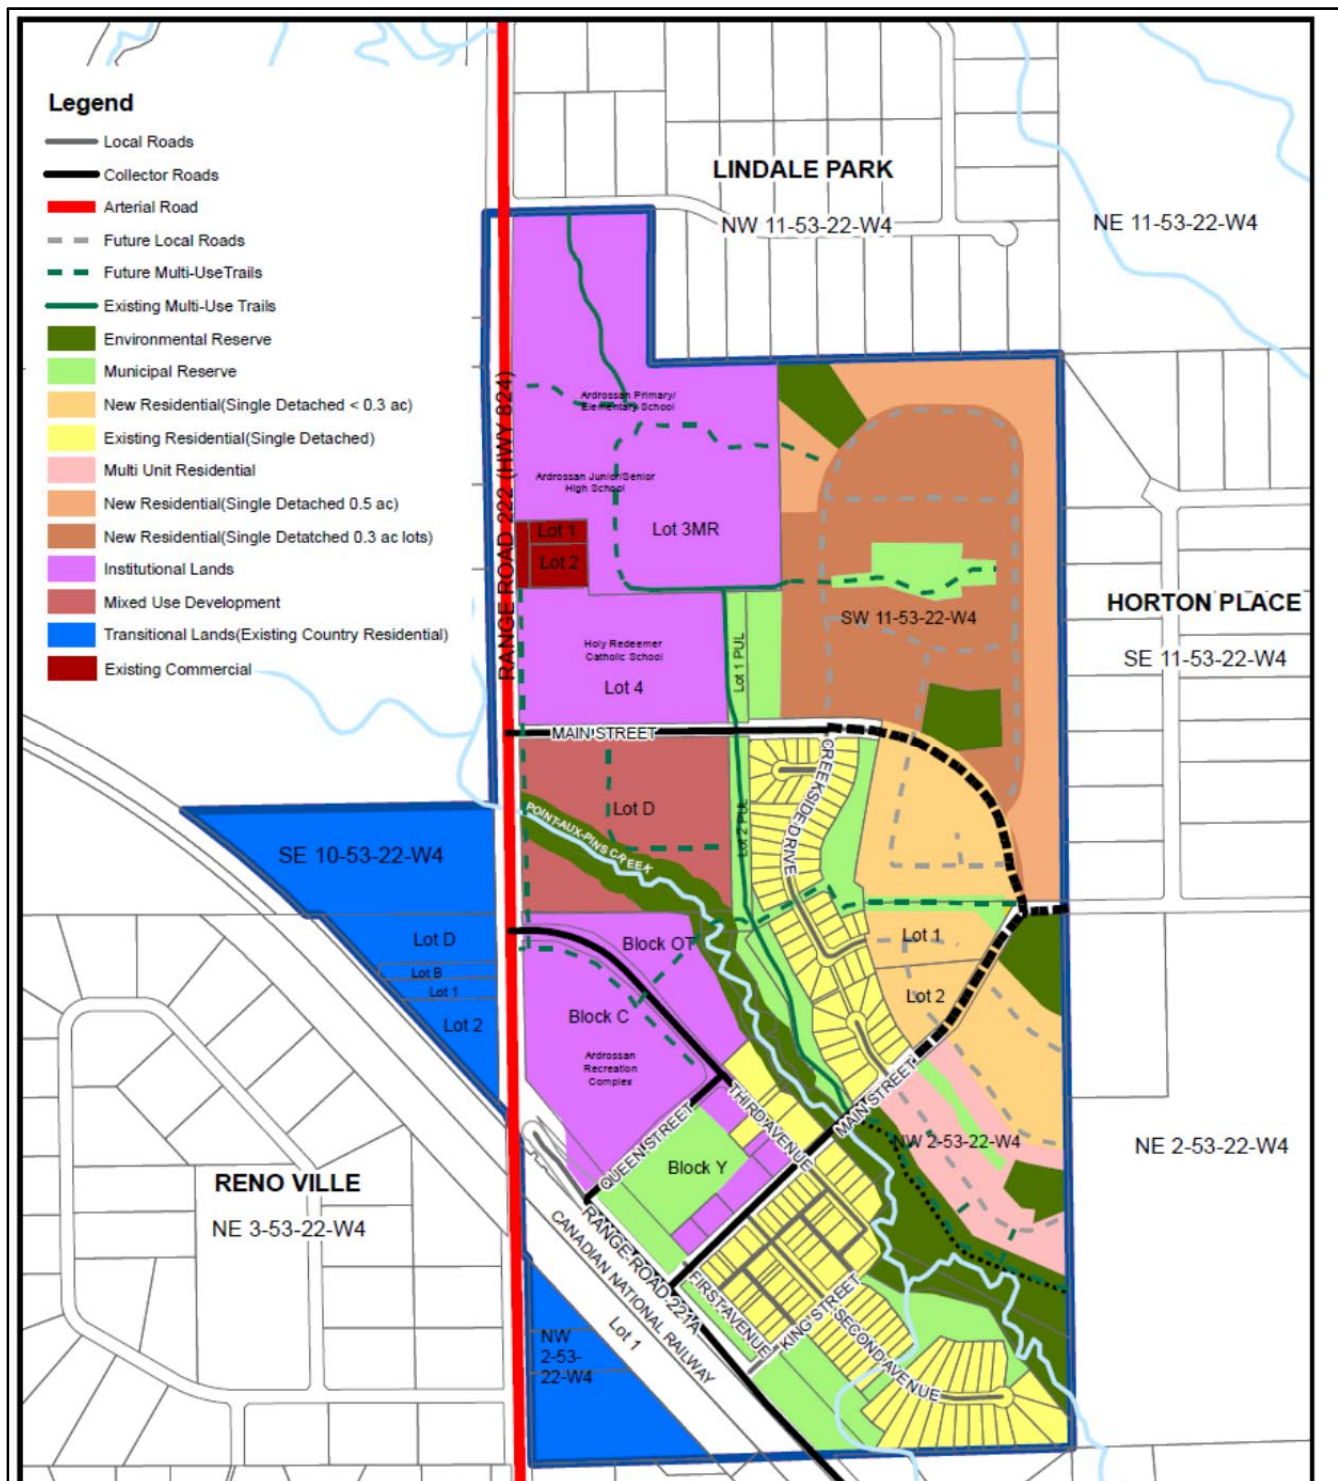 Legend
Local Roads
Collector Roads
Arterial Road
Future Local Roads
Future Multi-UseTrails
Existing Multi-Use Trails
Environmental Reserve
Municipal Reserve
New Residential(Single Detached < 0.3 ac)
Existing Residential(Single Detached)
Multi Unit Residential
New Residential(Single Detached 0.5 ac)
New Residential(Single Detatched 0.3 ac lots)
Institutional Lands
Mixed Use Development
Transitional Lands(Existing Country Residential)
Existing Commercial
LINDALE PARK
NW 11-53-22-W4
NE 11-53-22-W4
RANGE ROAD 222 (HWY 824)
Ardrossan Primary/
Elementary School
Ardrossan Junior/Senior
High School
Lot 3MR
Lot 1
Lot 2
HORTON PLACE
SE 11-53-22-W4
SW 11-53-22-W4
Holy Redeemer
Catholic School
Lot 4
Lot 1 PUL
MAIN STREET
CREEKSIDE DRIVE
Lot D
Lot 2 PUL
POINT-AUX-PINS CREEK
SE 10-53-22-W4
Lot D
Lot B
Lot 1
Lot 2
Block OT
Lot 1
Lot 2
Block C
Ardrossan
Recreation
Complex
THIRD AVENUE
MAIN STREET
QUEEN STREET
NW 2-53-22-W4
NE 2-53-22-W4
Block Y
RENO VILLE
NE 3-53-22-W4
RANGE ROAD 221A
CANADIAN NATIONAL RAILWAY
FIRST AVENUE
KING STREET
SECOND AVENUE
Lot 1
NW
2-53-
22-W4